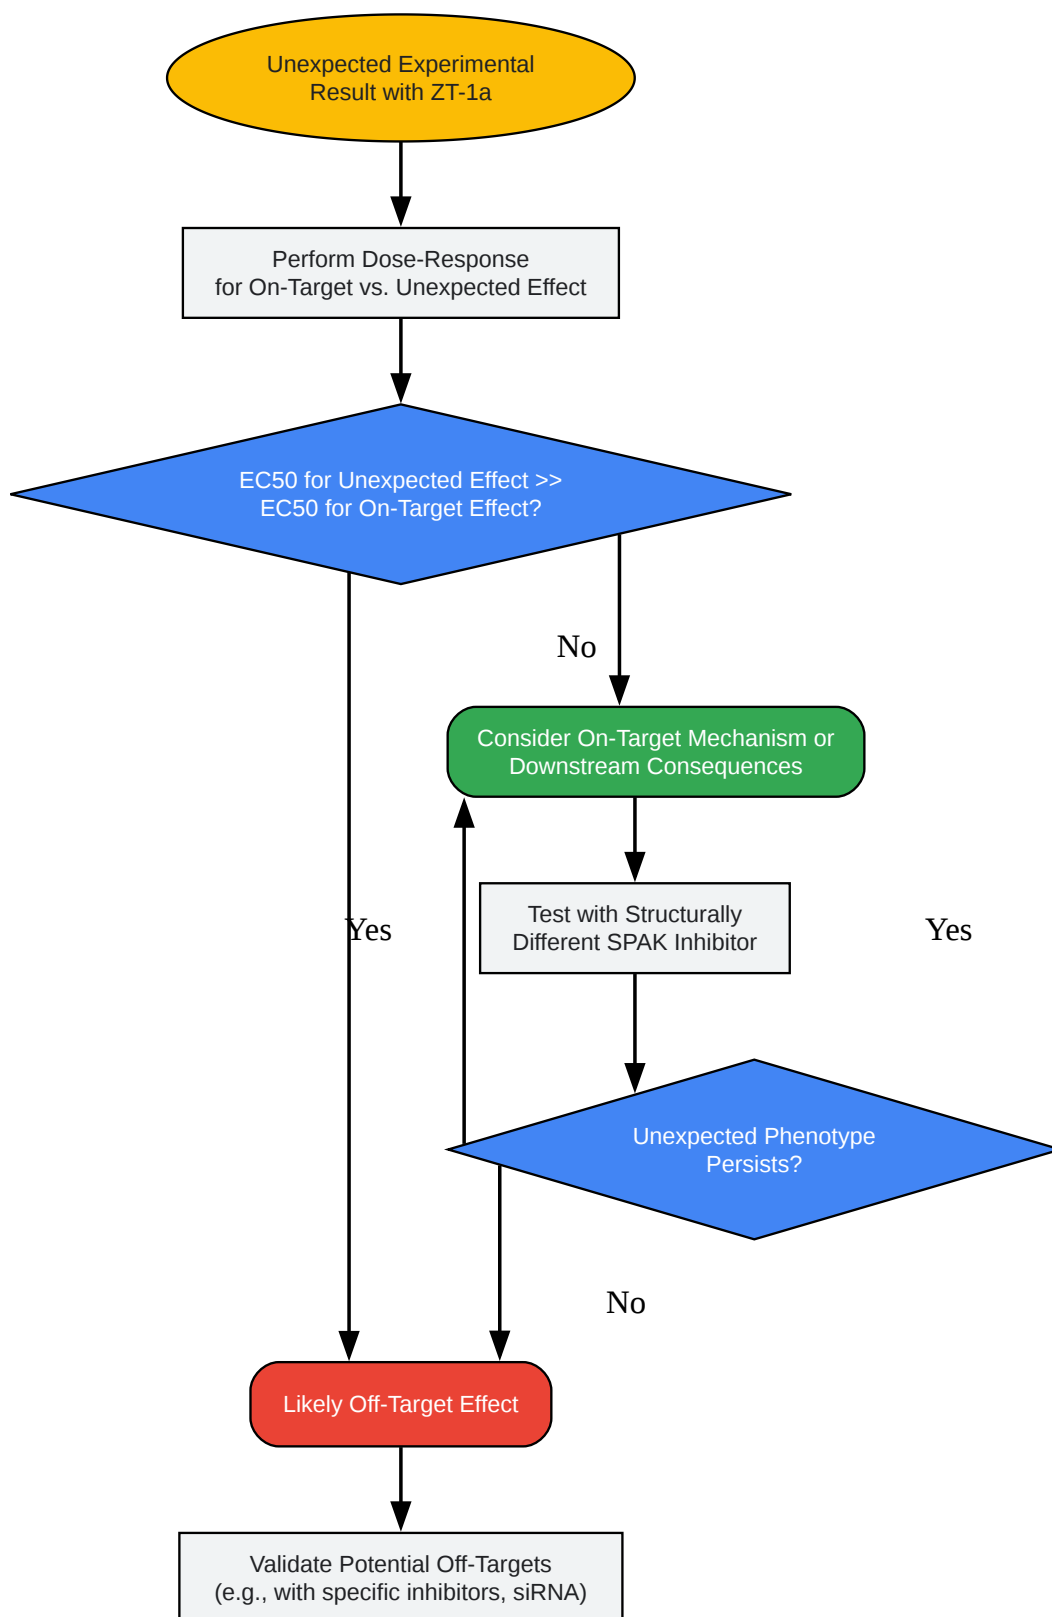 Unexpected Experimental
Result with ZT-1a
Perform Dose-Response
for On-Target vs. Unexpected Effect
EC50 for Unexpected Effect >>
EC50 for On-Target Effect?
No
Consider On-Target Mechanism or
Downstream Consequences
Test with Structurally
Different SPAK Inhibitor
Yes
Yes
Unexpected Phenotype
Persists?
No
Likely Off-Target Effect
Validate Potential Off-Targets
(e.g., with specific inhibitors, siRNA)